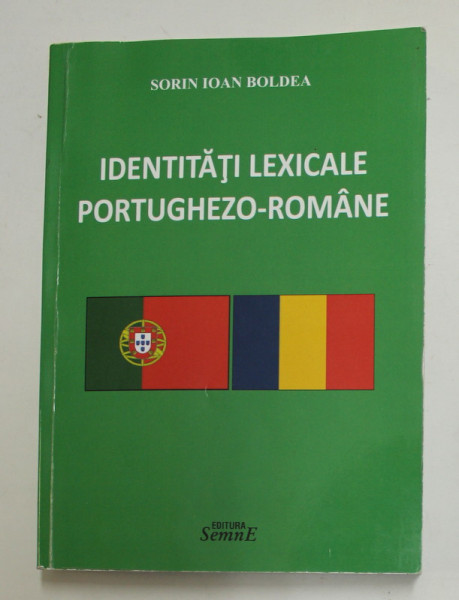 SORIN IOAN BOLDEA
IDENTITĂŢI LEXICALE
PORTUGHEZO-ROMÂNE
EDITURA
SemnE